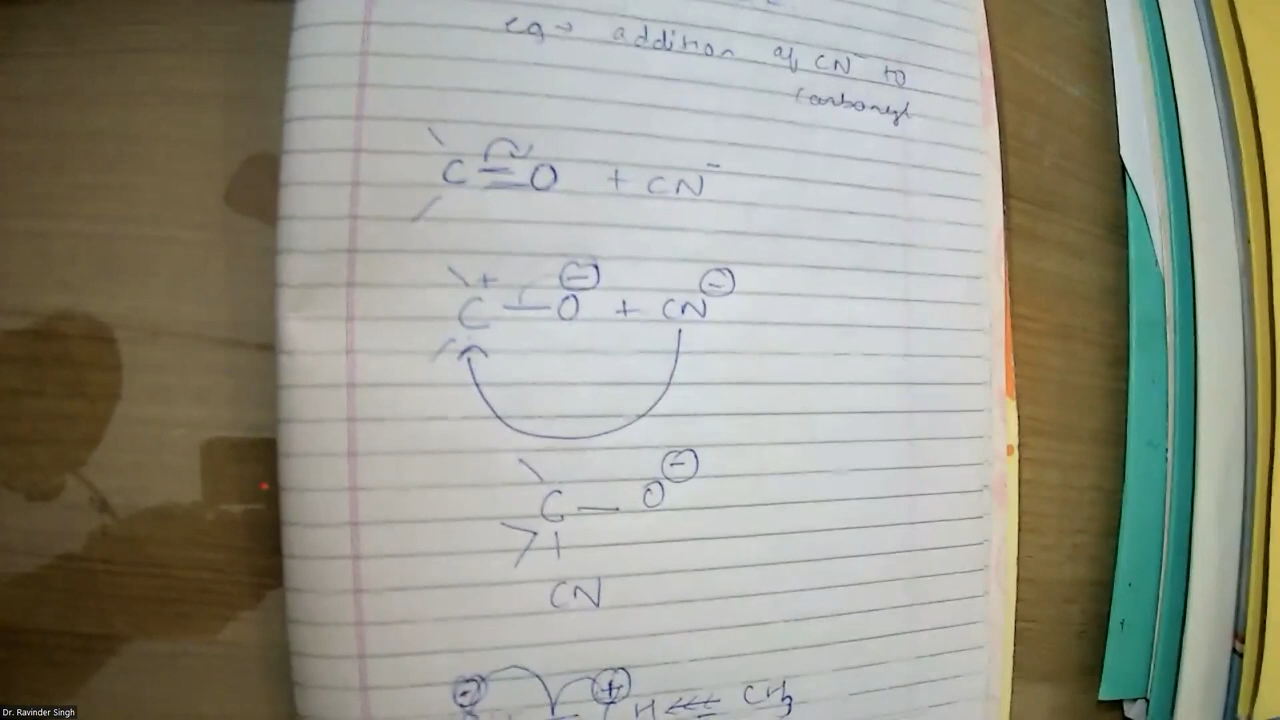 eg → addition of CN to
carbonyl
C=O + CN⁻
C⁺—O⊖ + CN⊖
C—O⊖
CN
⊖ ⊕
H CH3
Dr. Ravinder Singh